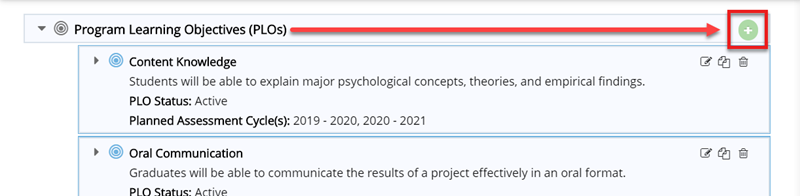 Program Learning Objectives (PLOs)
Content Knowledge
Students will be able to explain major psychological concepts, theories, and empirical findings.
PLO Status: Active
Planned Assessment Cycle(s): 2019 - 2020, 2020 - 2021
Oral Communication
Graduates will be able to communicate the results of a project effectively in an oral format.
PLO Status: Active